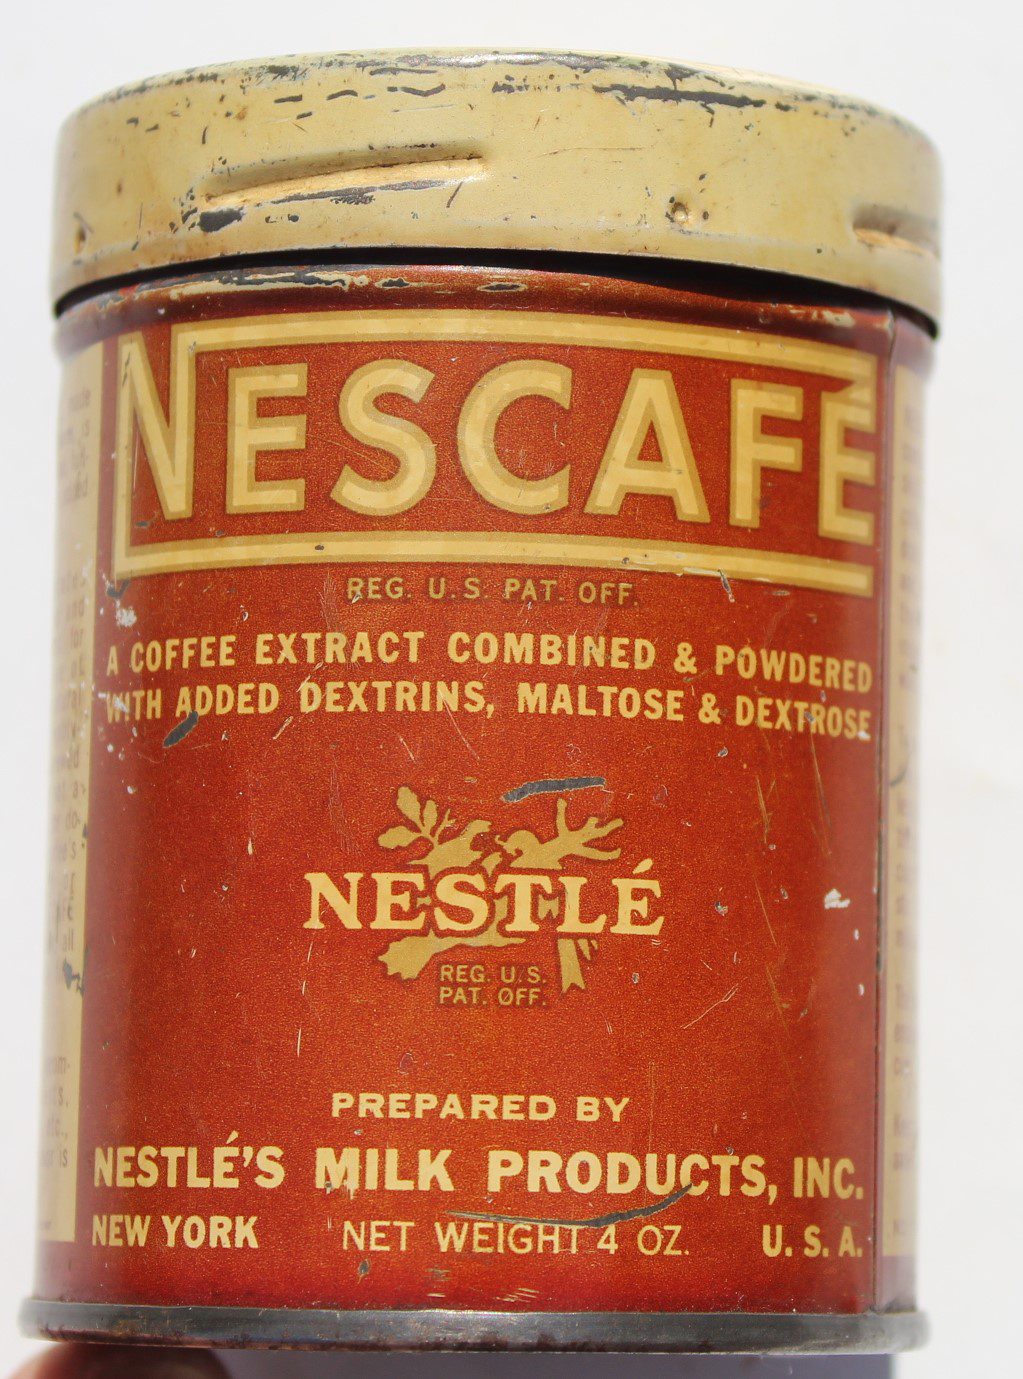 NESCAFÉ
REG. U.S. PAT. OFF.
A COFFEE EXTRACT COMBINED & POWDERED
WITH ADDED DEXTRINS, MALTOSE & DEXTROSE
NESTLÉ
REG. U.S.
PAT. OFF.
PREPARED BY
NESTLÉ'S MILK PRODUCTS, INC.
NEW YORK NET WEIGHT 4 OZ. U. S. A.